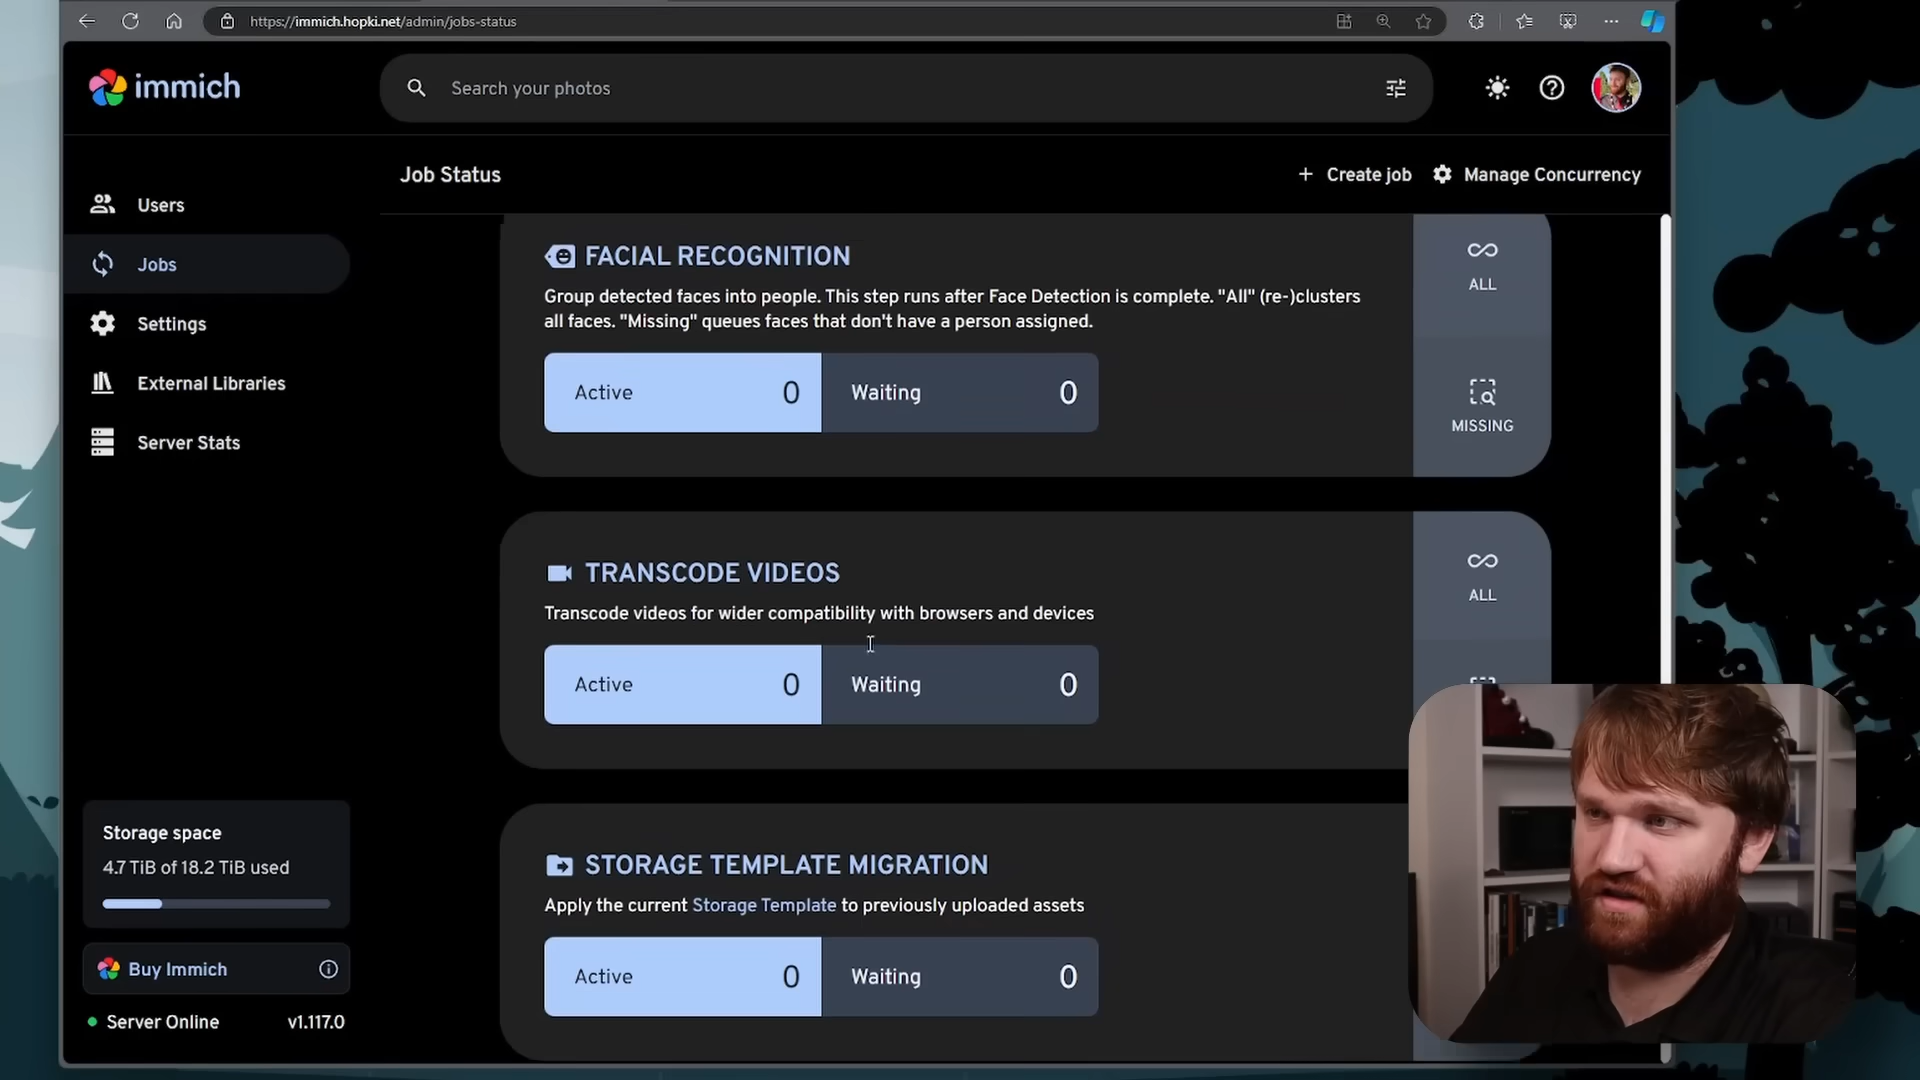 https://immich.hopki.net/admin/jobs-status
immich
Search your photos
Job Status
Create job
Manage Concurrency
Users
Jobs
Settings
External Libraries
Server Stats
FACIAL RECOGNITION
Group detected faces into people. This step runs after Face Detection is complete. "All" (re-)clusters
all faces. "Missing" queues faces that don't have a person assigned.
Active 0 Waiting 0
ALL
MISSING
TRANSCODE VIDEOS
Transcode videos for wider compatibility with browsers and devices
Active 0 Waiting 0
ALL
STORAGE TEMPLATE MIGRATION
Apply the current Storage Template to previously uploaded assets
Active 0 Waiting 0
Storage space
4.7 TiB of 18.2 TiB used
Buy Immich
Server Online v1.117.0